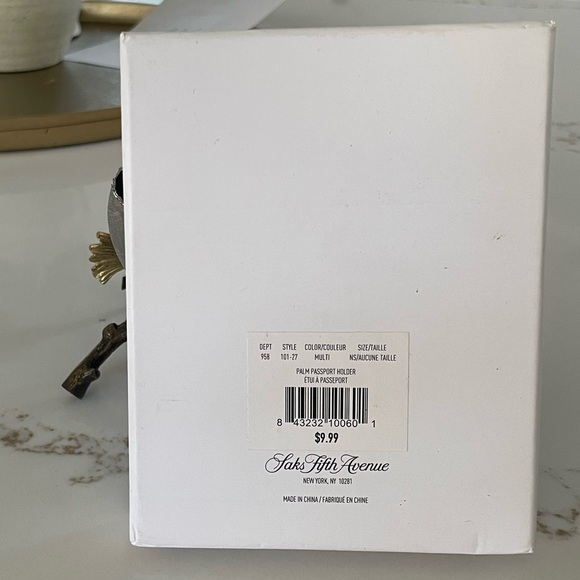 DEPT STYLE COLOR/COULEUR SIZE/TAILLE
958 101-27 MULTI NS/AUCUNE TAILLE
PALM PASSPORT HOLDER
ÉTUI À PASSEPORT
8 43232 10060 1
$9.99
Saks Fifth Avenue
NEW YORK, NY 10281
MADE IN CHINA / FABRIQUÉ EN CHINE